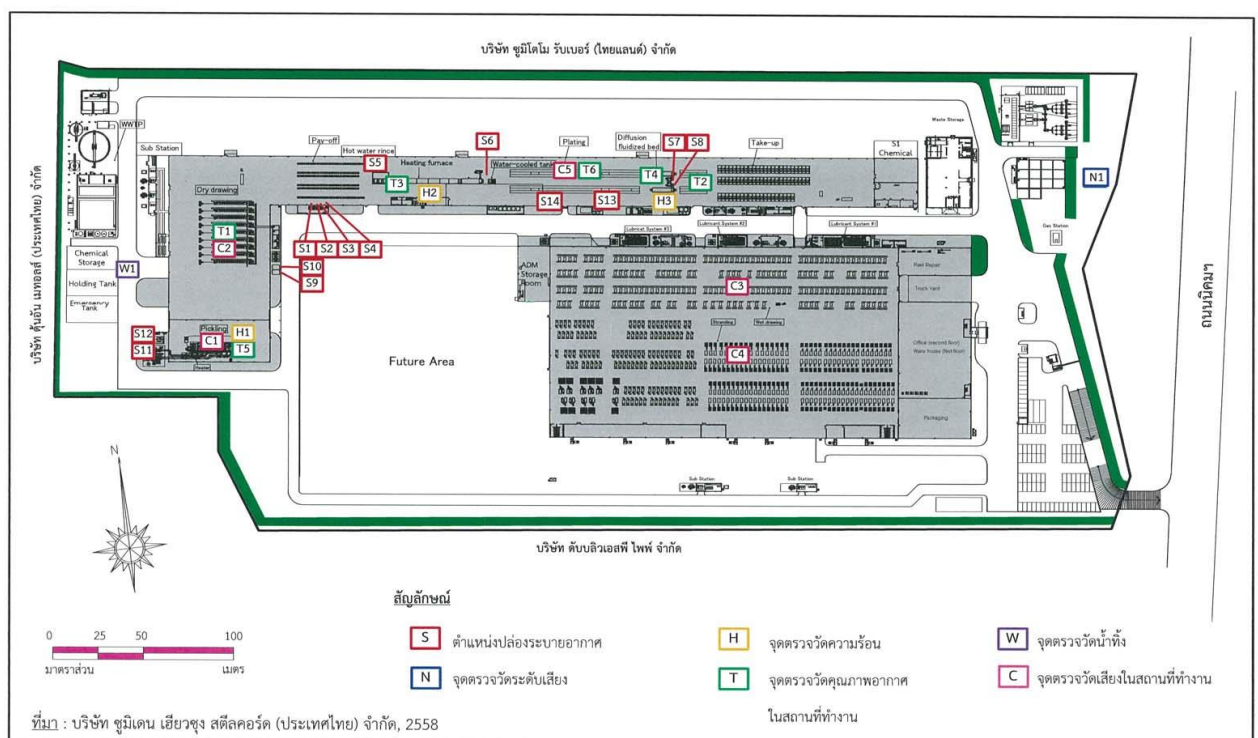 บริษัท ซูมิโตโม รับเบอร์ (ไทยแลนด์) จำกัด
WWTP
Sub Station
Pay-off
Hot water rince
S5
Heating furnace
S6
Water-cooled tank
Plating
C5
T6
Diffusion
fluidized bed
S7
S8
T4
T2
Take-up
S1
Chemical
Waste Storage
N1
T3
H2
S14
S13
H3
Dry drawing
T1
C2
S1
S2
S3
S4
S10
S9
Lubricat System #3
Lubricant System #2
Lubricant System #1
Gas Station
บริษัท ตุ้นอัน เมทอลส์ (ประเทศไทย) จำกัด
Chemical
Storage
W1
Holding Tank
Emergency
Tank
ADM
Storage
Room
C3
Reel Repair
Truck Yard
ถนนนิคมฯ
S12
S11
Pickling
C1
H1
T5
Heater
Future Area
Stranding
Wet drawing
C4
Office (second floor)
Ware house (first floor)
Packaging
Sub Station
Sub Station
N
บริษัท ดับบลิวเอสพี ไพพ์ จำกัด
สัญลักษณ์
0 25 50 100
มาตราส่วน เมตร
S ตำแหน่งปล่องระบายอากาศ
H จุดตรวจวัดความร้อน
W จุดตรวจวัดน้ำทิ้ง
N จุดตรวจวัดระดับเสียง
T จุดตรวจวัดคุณภาพอากาศ
ในสถานที่ทำงาน
C จุดตรวจวัดเสียงในสถานที่ทำงาน
ที่มา : บริษัท ซูมิเดน เฮียวซุง สตีลคอร์ด (ประเทศไทย) จำกัด, 2558